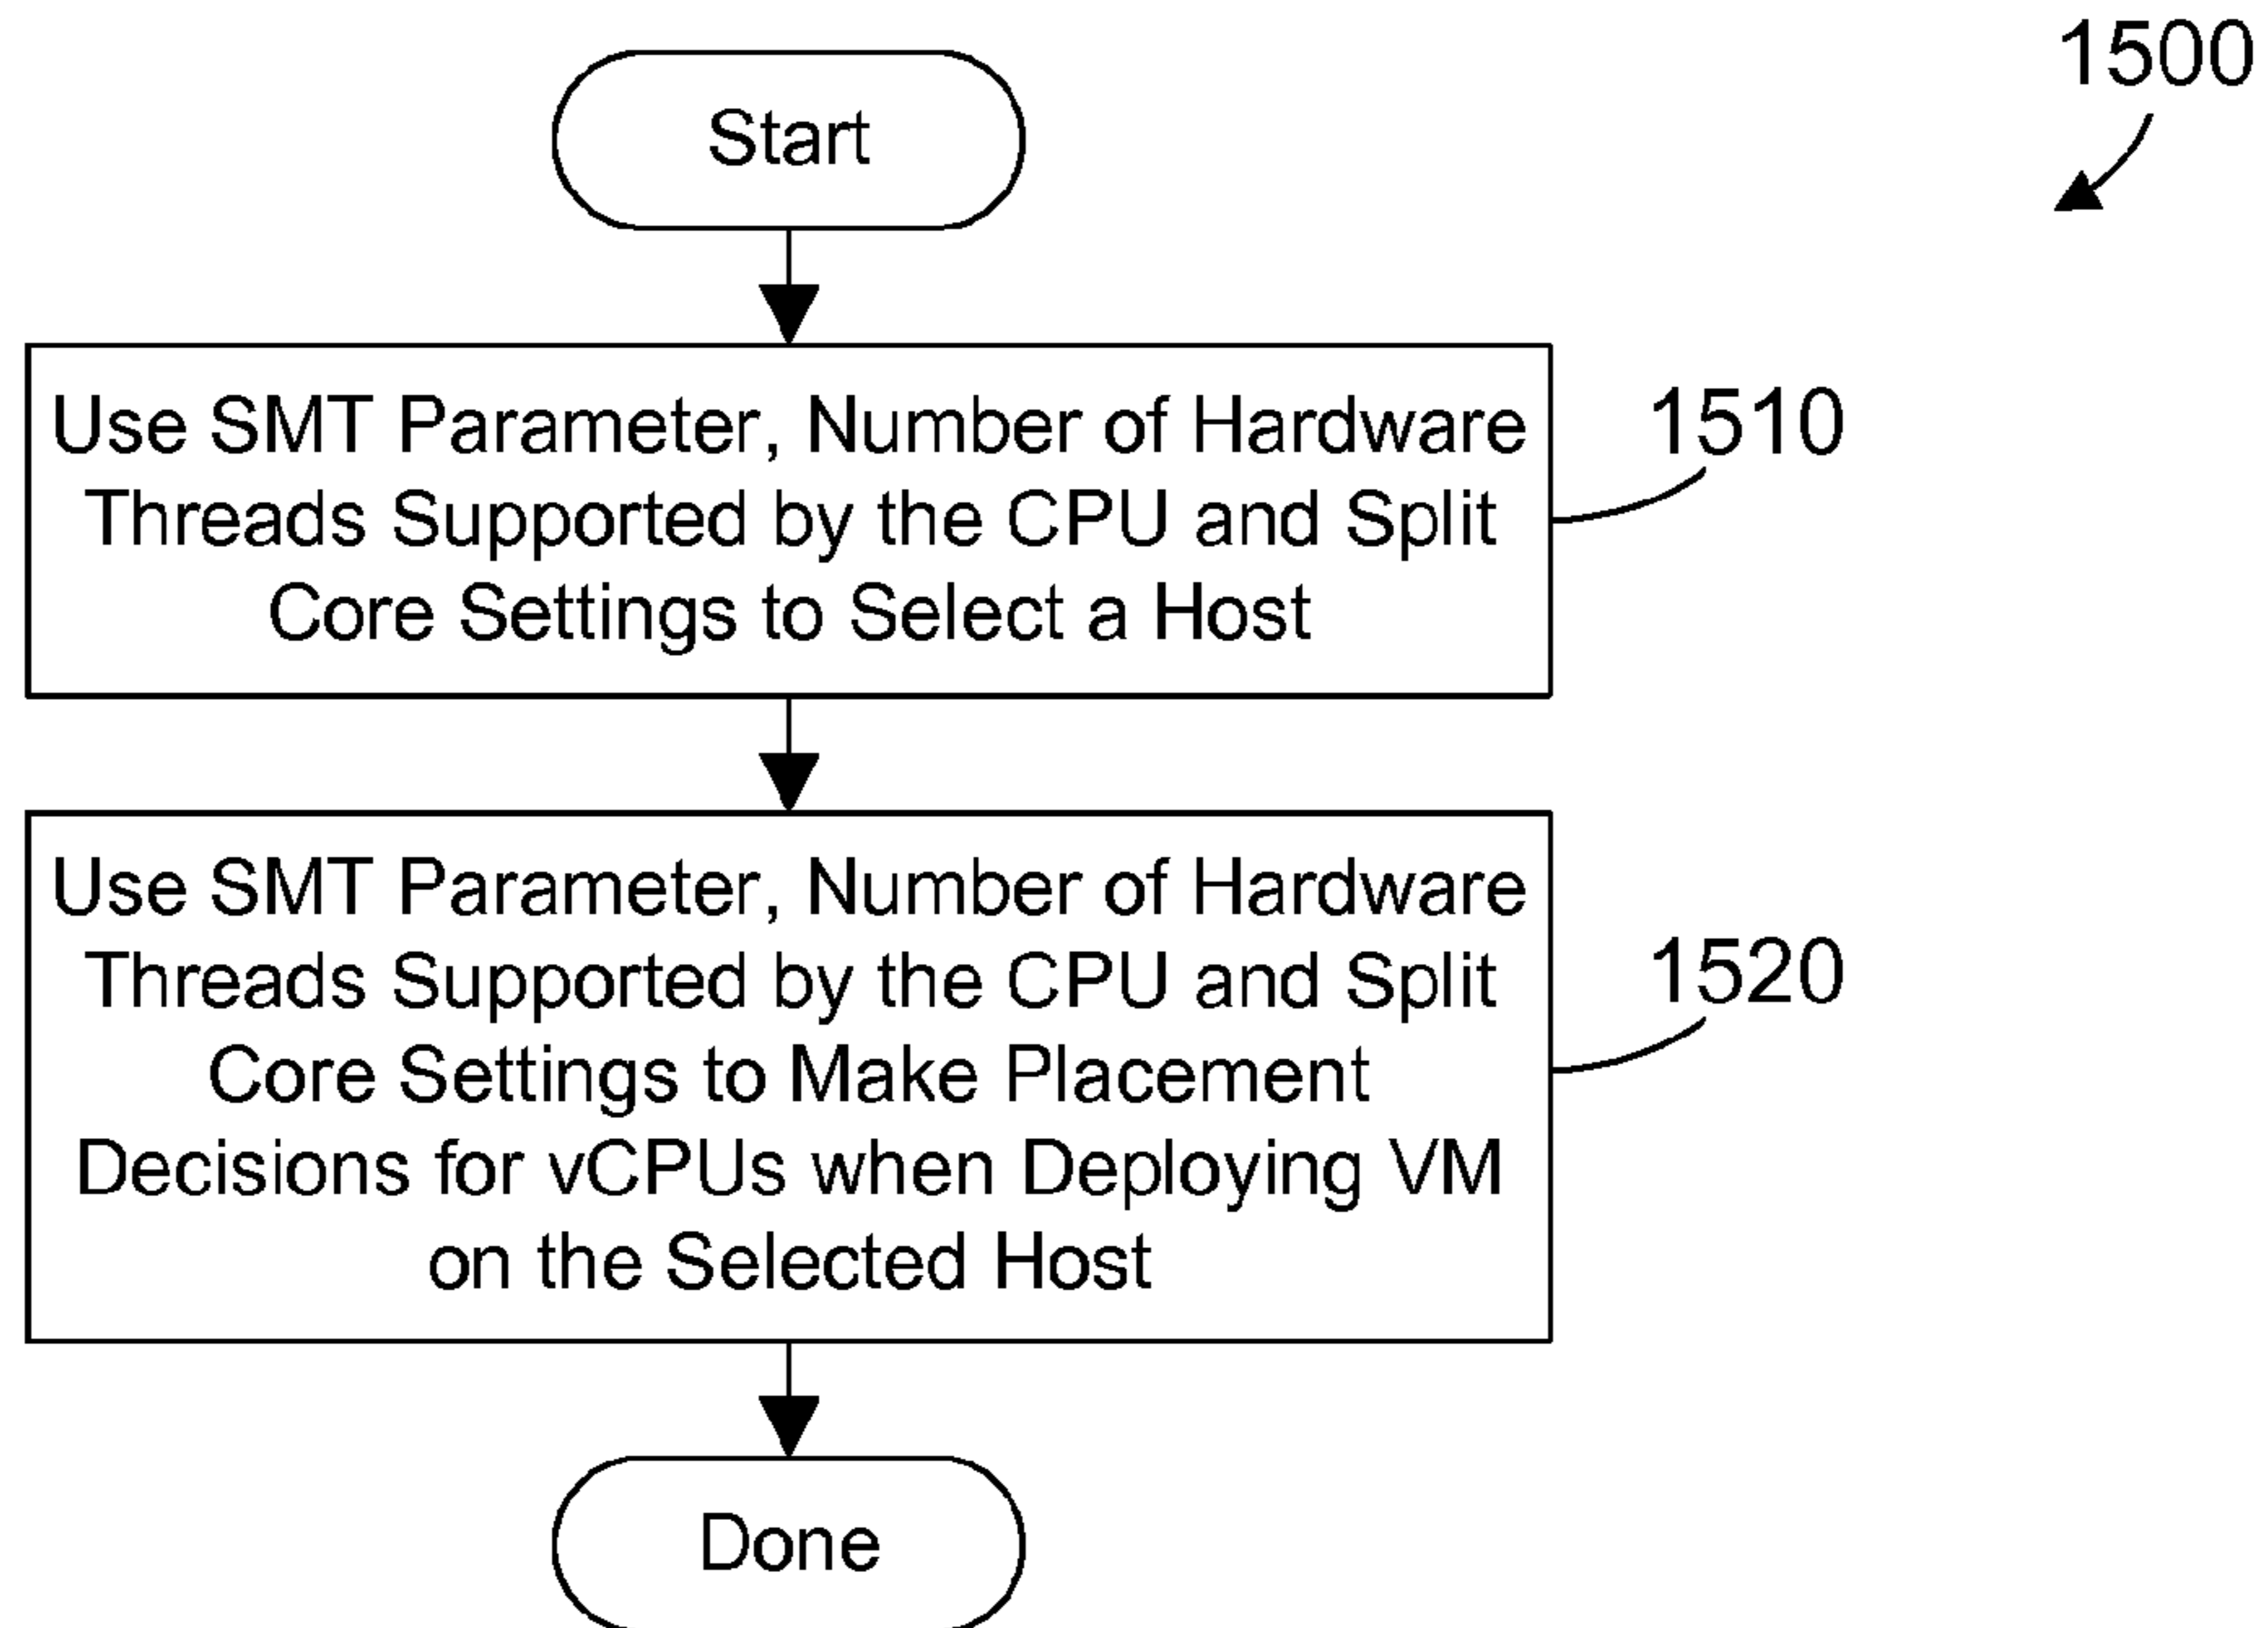 1500
Start
Use SMT Parameter, Number of Hardware
Threads Supported by the CPU and Split
Core Settings to Select a Host
1510
Use SMT Parameter, Number of Hardware
Threads Supported by the CPU and Split
Core Settings to Make Placement
Decisions for vCPUs when Deploying VM
on the Selected Host
1520
Done